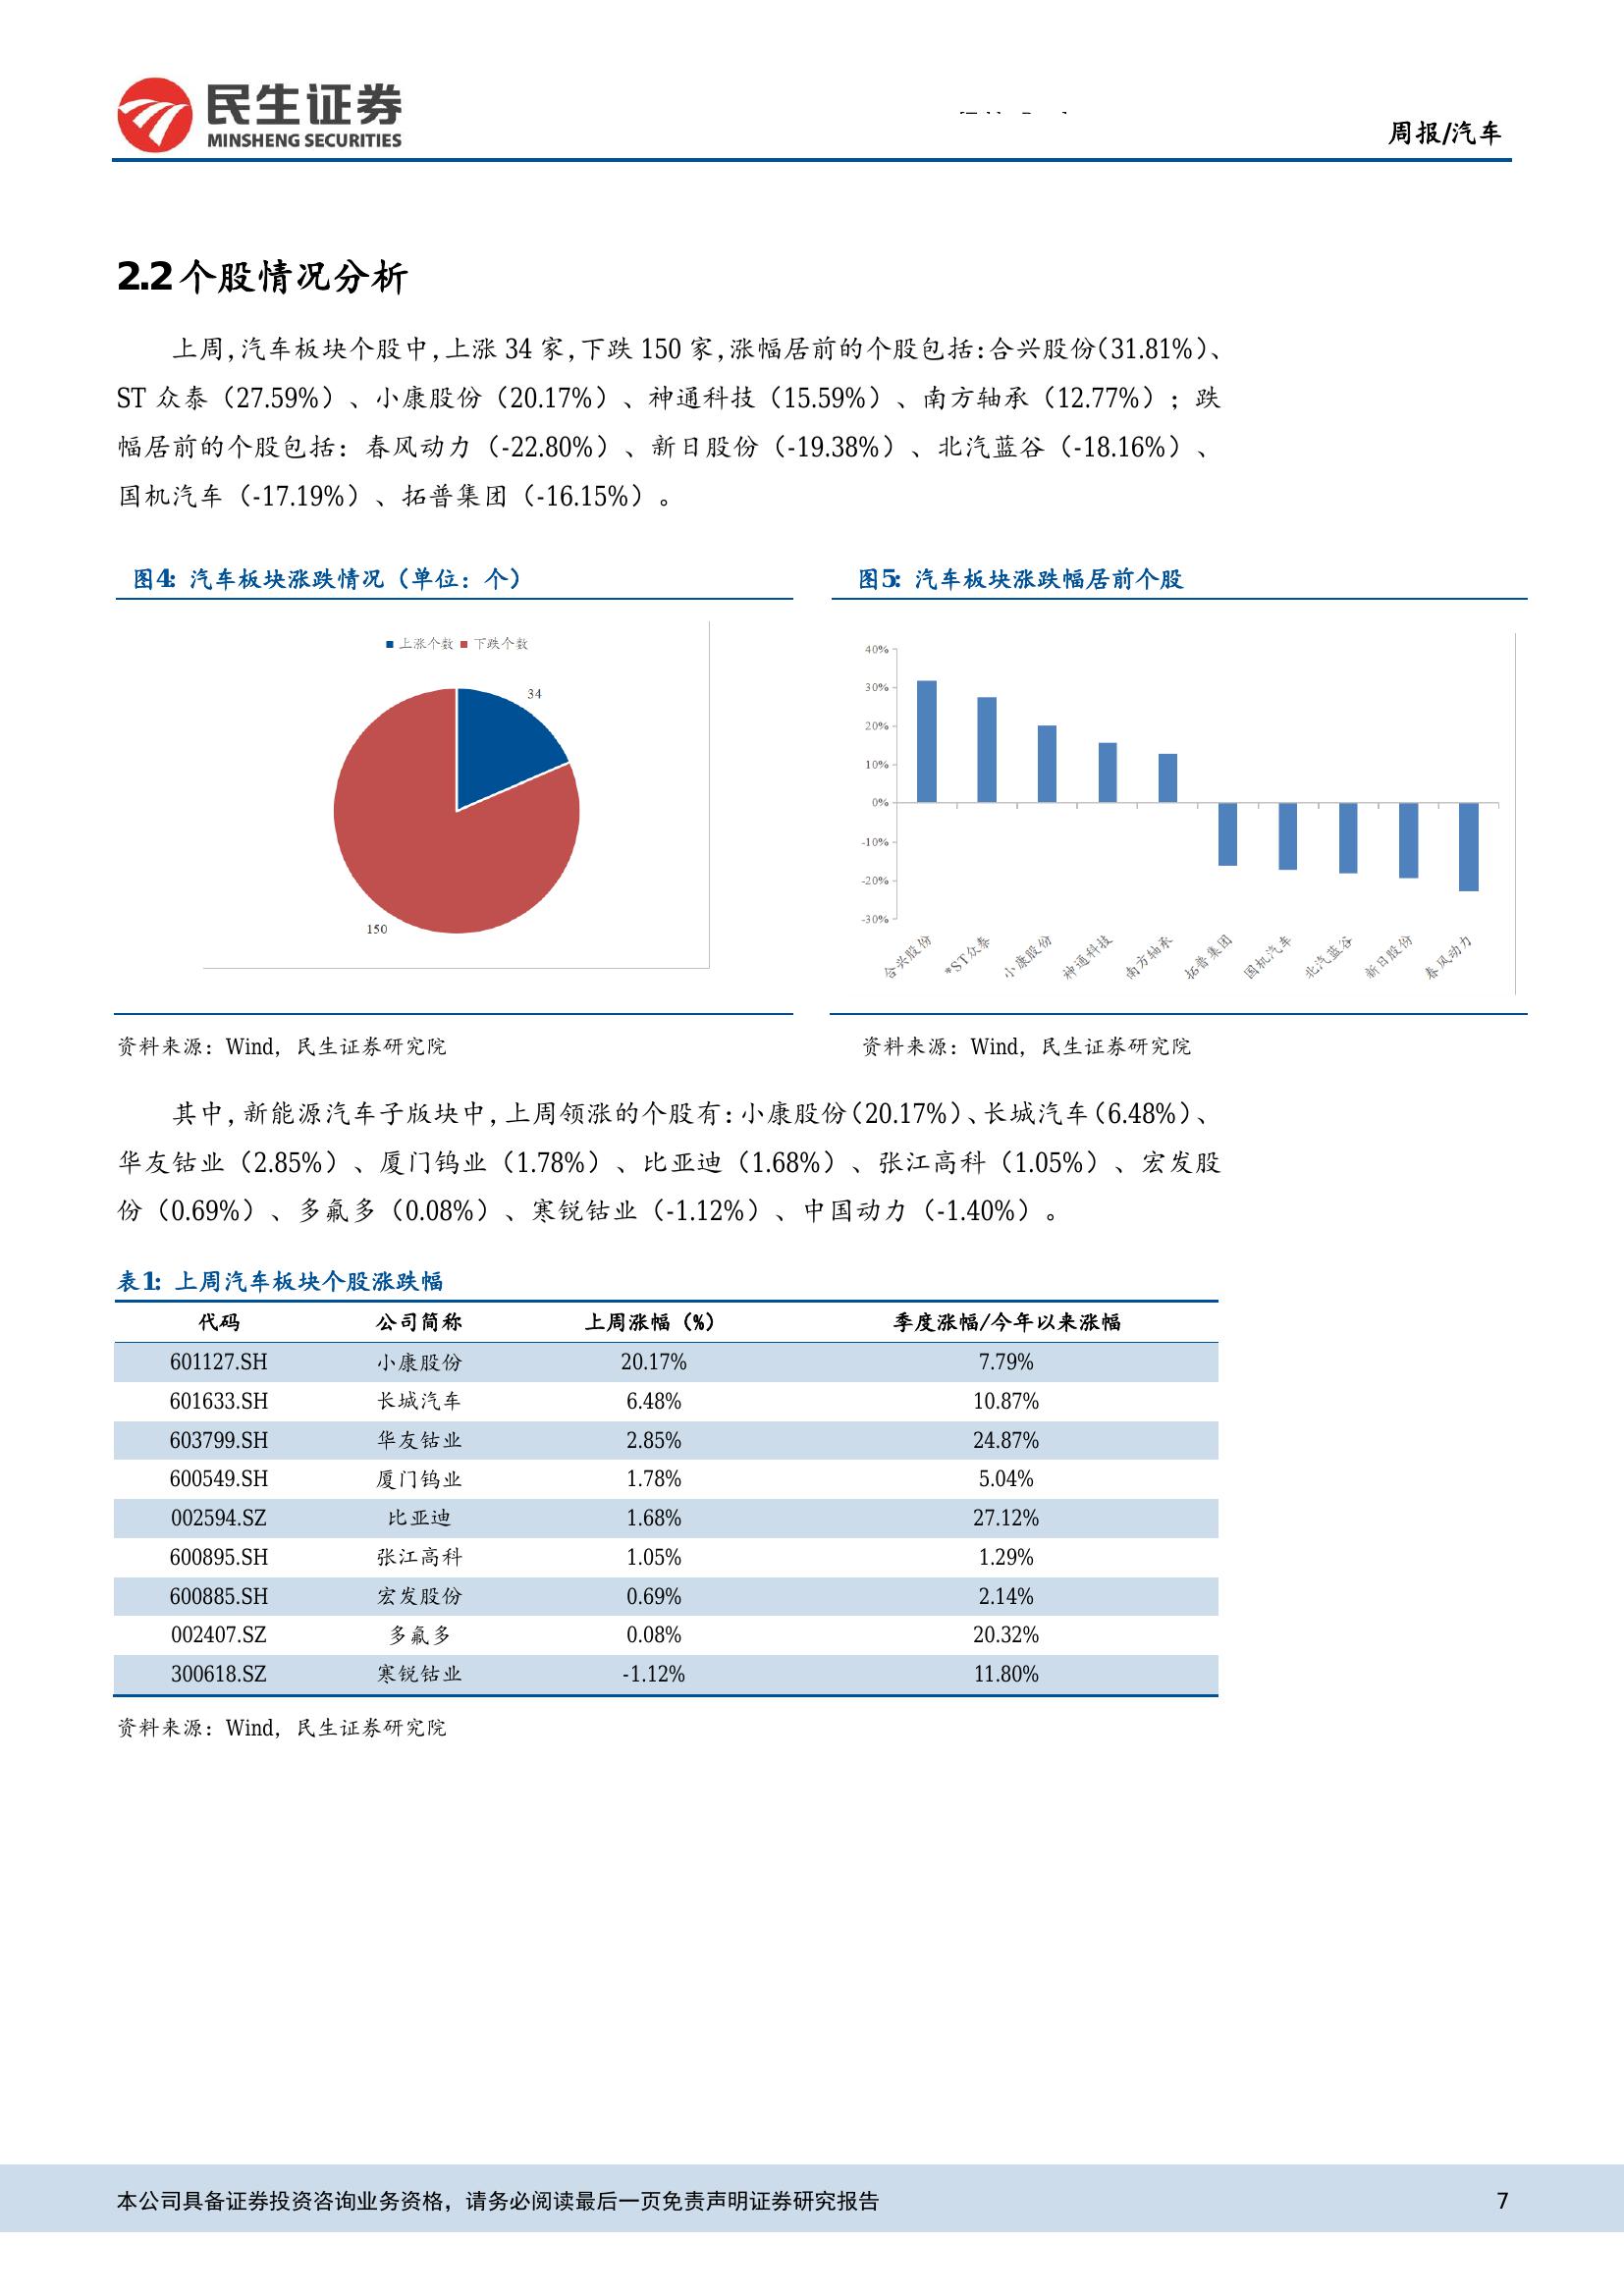 民生证券
MINSHENG SECURITIES
周报/汽车
2.2个股情况分析
上周,汽车板块个股中,上涨 34 家,下跌 150 家,涨幅居前的个股包括:合兴股份(31.81%)、
ST 众泰（27.59%）、小康股份（20.17%）、神通科技（15.59%）、南方轴承（12.77%）；跌
幅居前的个股包括：春风动力（-22.80%）、新日股份（-19.38%）、北汽蓝谷（-18.16%）、
国机汽车（-17.19%）、拓普集团（-16.15%）。
图4: 汽车板块涨跌情况（单位：个）
上涨个数 下跌个数
34
150
资料来源：Wind，民生证券研究院
图5: 汽车板块涨跌幅居前个股
40%
30%
20%
10%
0%
-10%
-20%
-30%
合兴股份 *ST众泰 小康股份 神通科技 南方轴承 拓普集团 国机汽车 北汽蓝谷 新日股份 春风动力
资料来源：Wind，民生证券研究院
其中,新能源汽车子版块中,上周领涨的个股有:小康股份(20.17%)、长城汽车(6.48%)、
华友钴业（2.85%）、厦门钨业（1.78%）、比亚迪（1.68%）、张江高科（1.05%）、宏发股
份（0.69%）、多氟多（0.08%）、寒锐钴业（-1.12%）、中国动力（-1.40%）。
表1: 上周汽车板块个股涨跌幅
代码 公司简称 上周涨幅（%） 季度涨幅/今年以来涨幅
601127.SH 小康股份 20.17% 7.79%
601633.SH 长城汽车 6.48% 10.87%
603799.SH 华友钴业 2.85% 24.87%
600549.SH 厦门钨业 1.78% 5.04%
002594.SZ 比亚迪 1.68% 27.12%
600895.SH 张江高科 1.05% 1.29%
600885.SH 宏发股份 0.69% 2.14%
002407.SZ 多氟多 0.08% 20.32%
300618.SZ 寒锐钴业 -1.12% 11.80%
资料来源：Wind，民生证券研究院
本公司具备证券投资咨询业务资格，请务必阅读最后一页免责声明证券研究报告 7